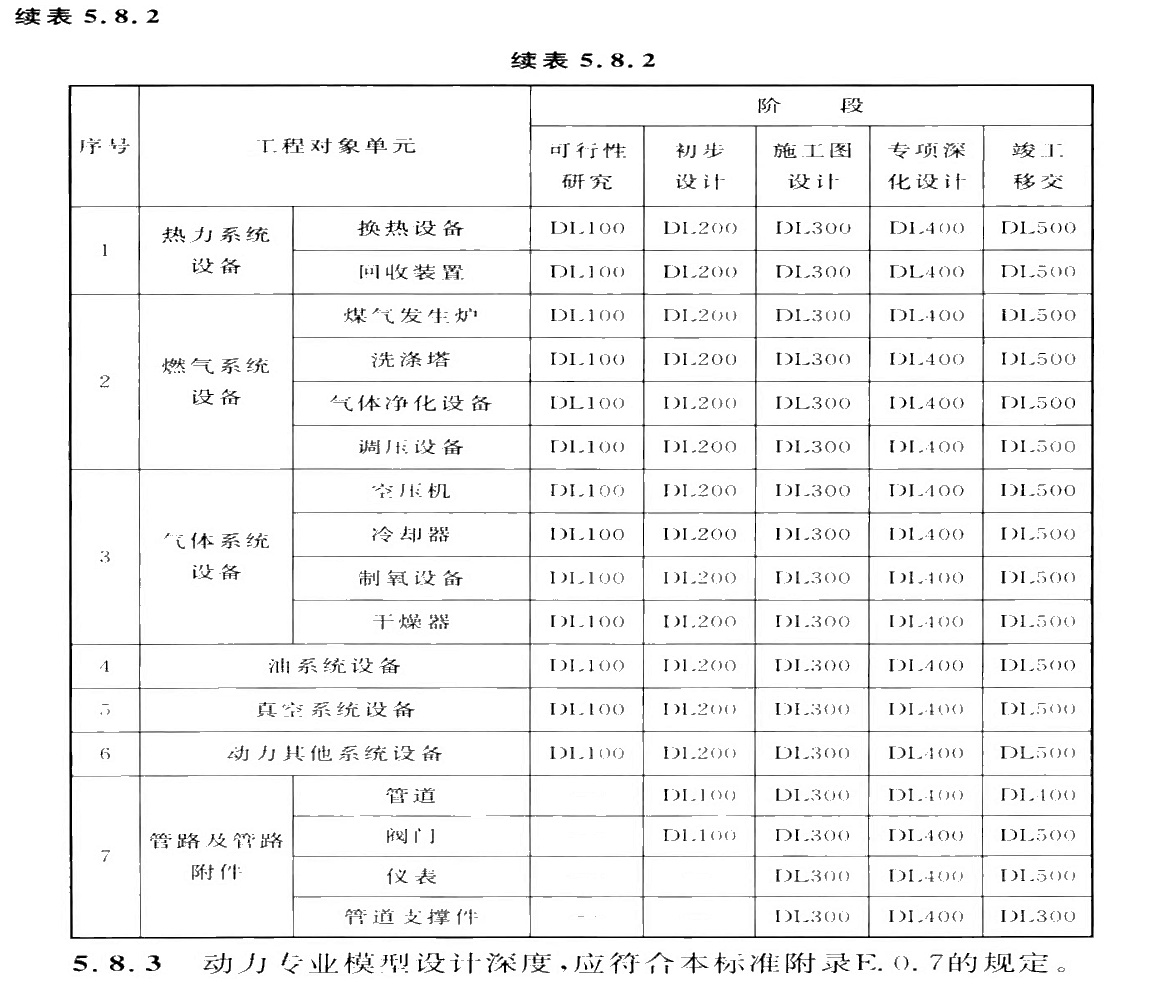 续表 5.8.2
续表 5.8.2
序号 工程对象单元 阶 段
可行性研究 初步设计 施工图设计 专项深化设计 竣工移交
1 热力系统设备 换热设备 DL100 DL200 DL300 DL400 DL500
回收装置 DL100 DL200 DL300 DL400 DL500
2 燃气系统设备 煤气发生炉 DL100 DL200 DL300 DL400 DL500
洗涤塔 DL100 DL200 DL300 DL400 DL500
气体净化设备 DL100 DL200 DL300 DL400 DL500
调压设备 DL100 DL200 DL300 DL400 DL500
3 气体系统设备 空压机 DL100 DL200 DL300 DL400 DL500
冷却器 DL100 DL200 DL300 DL400 DL500
制氧设备 DL100 DL200 DL300 DL400 DL500
干燥器 DL100 DL200 DL300 DL400 DL500
4 油系统设备 DL100 DL200 DL300 DL400 DL500
5 真空系统设备 DL100 DL200 DL300 DL400 DL500
6 动力其他系统设备 DL100 DL200 DL300 DL400 DL500
7 管路及管路附件 管道 — DL100 DL300 DL400 DL400
阀门 DL100 DL300 DL400 DL500
仪表 DL300 DL400 DL500
管道支撑件 — DL300 DL400 DL300
5.8.3 动力专业模型设计深度,应符合本标准附录E.0.7的规定。